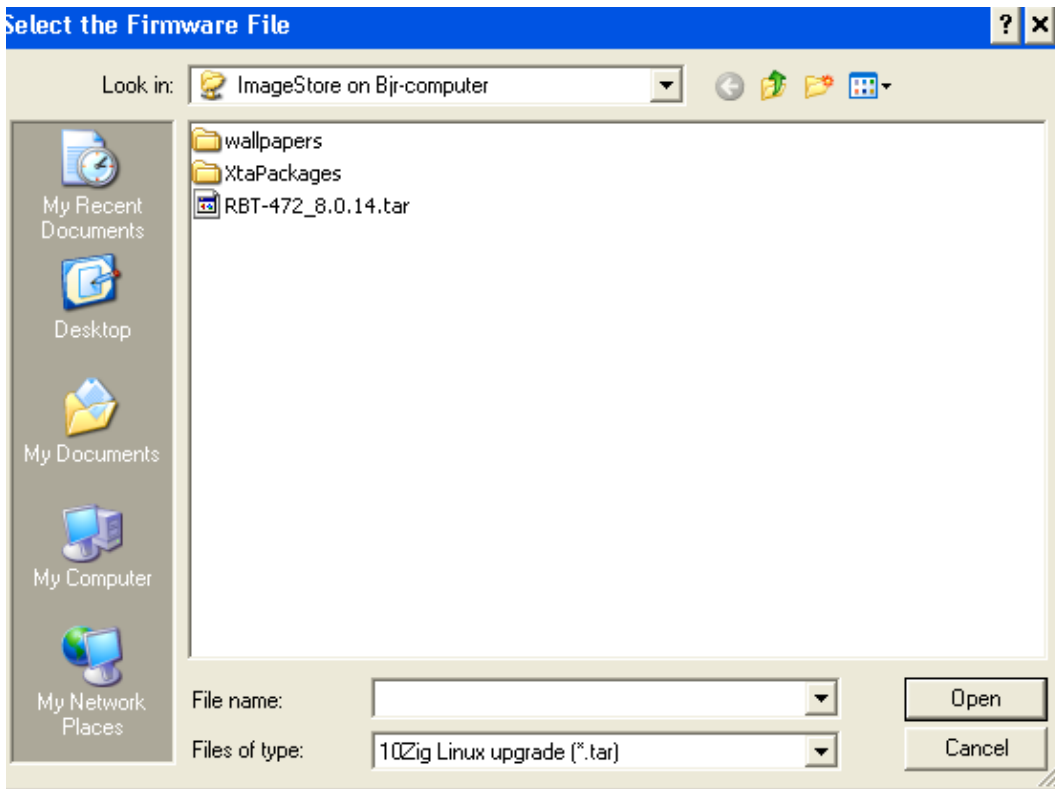 Select the Firmware File
?
Look in:
ImageStore on Bjr-computer
My Recent
Documents
Desktop
My Documents
My Computer
My Network
Places
wallpapers
XtaPackages
RBT-472_8.0.14.tar
File name:
Open
Files of type:
10Zig Linux upgrade (*.tar)
Cancel